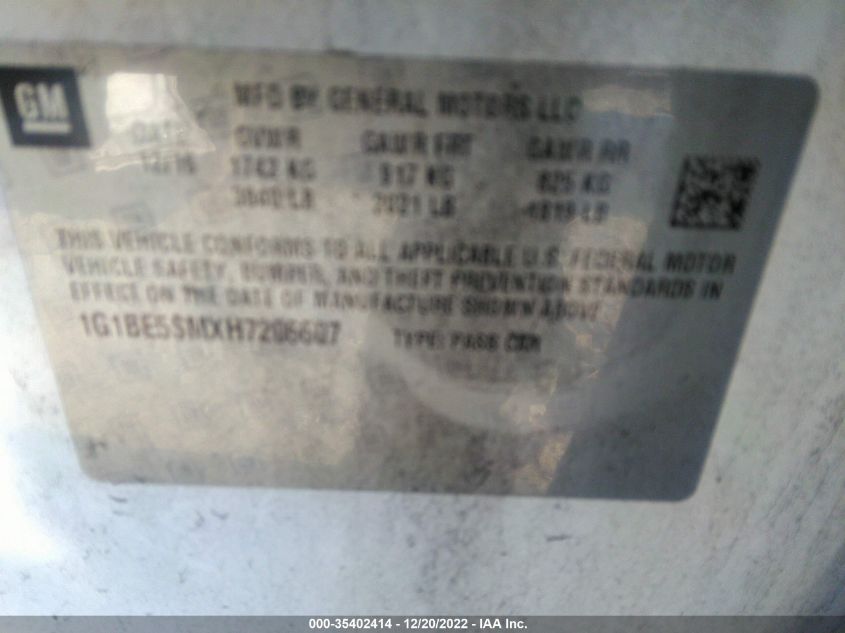 GM
MFD BY GENERAL MOTORS LLC
DATE GVWR GAWR FRT GAWR RR
12/16 1742 KG 917 KG 825 KG
LB 2021 LB 1819 LB
THIS VEHICLE CONFORMS TO ALL APPLICABLE U.S. FEDERAL MOTOR
VEHICLE SAFETY, BUMPER, AND THEFT PREVENTION STANDARDS IN
EFFECT ON THE DATE OF MANUFACTURE SHOWN ABOVE
1G1BE5SMXH7206607 TYPE: PASS CAR
000-35402414 - 12/20/2022 - IAA Inc.